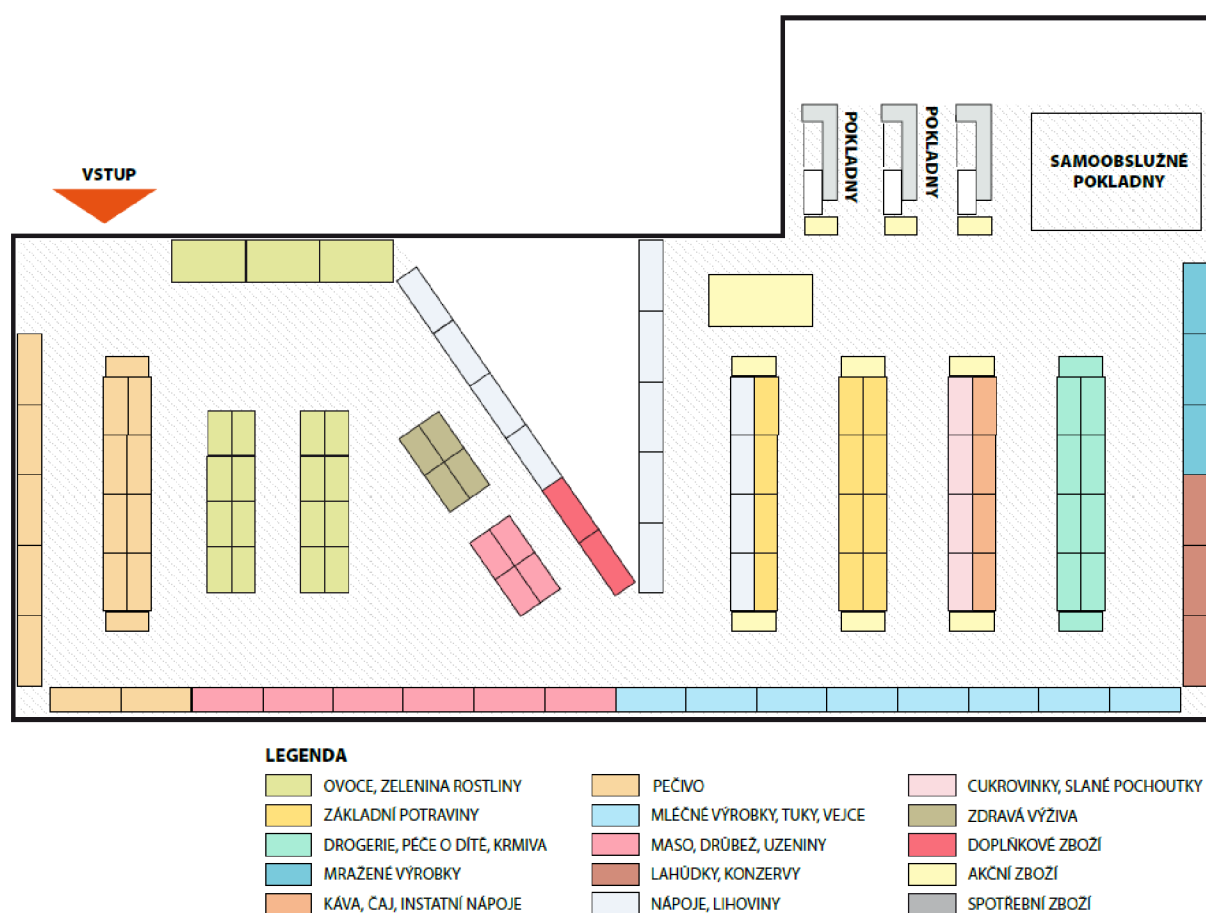 POKLADNY
POKLADNY
SAMOOBSLUŽNÉ
POKLADNY
VSTUP
LEGENDA
OVOCE, ZELENINA ROSTLINY
PEČIVO
CUKROVINKY, SLANÉ POCHOUTKY
ZÁKLADNÍ POTRAVINY
MLÉČNÉ VÝROBKY, TUKY, VEJCE
ZDRAVÁ VÝŽIVA
DROGERIE, PÉČE O DÍTĚ, KRMIVA
MASO, DRŮBEŽ, UZENINY
DOPLŇKOVÉ ZBOŽÍ
MRAŽENÉ VÝROBKY
LAHŮDKY, KONZERVY
AKČNÍ ZBOŽÍ
KÁVA, ČAJ, INSTATNÍ NÁPOJE
NÁPOJE, LIHOVINY
SPOTŘEBNÍ ZBOŽÍ